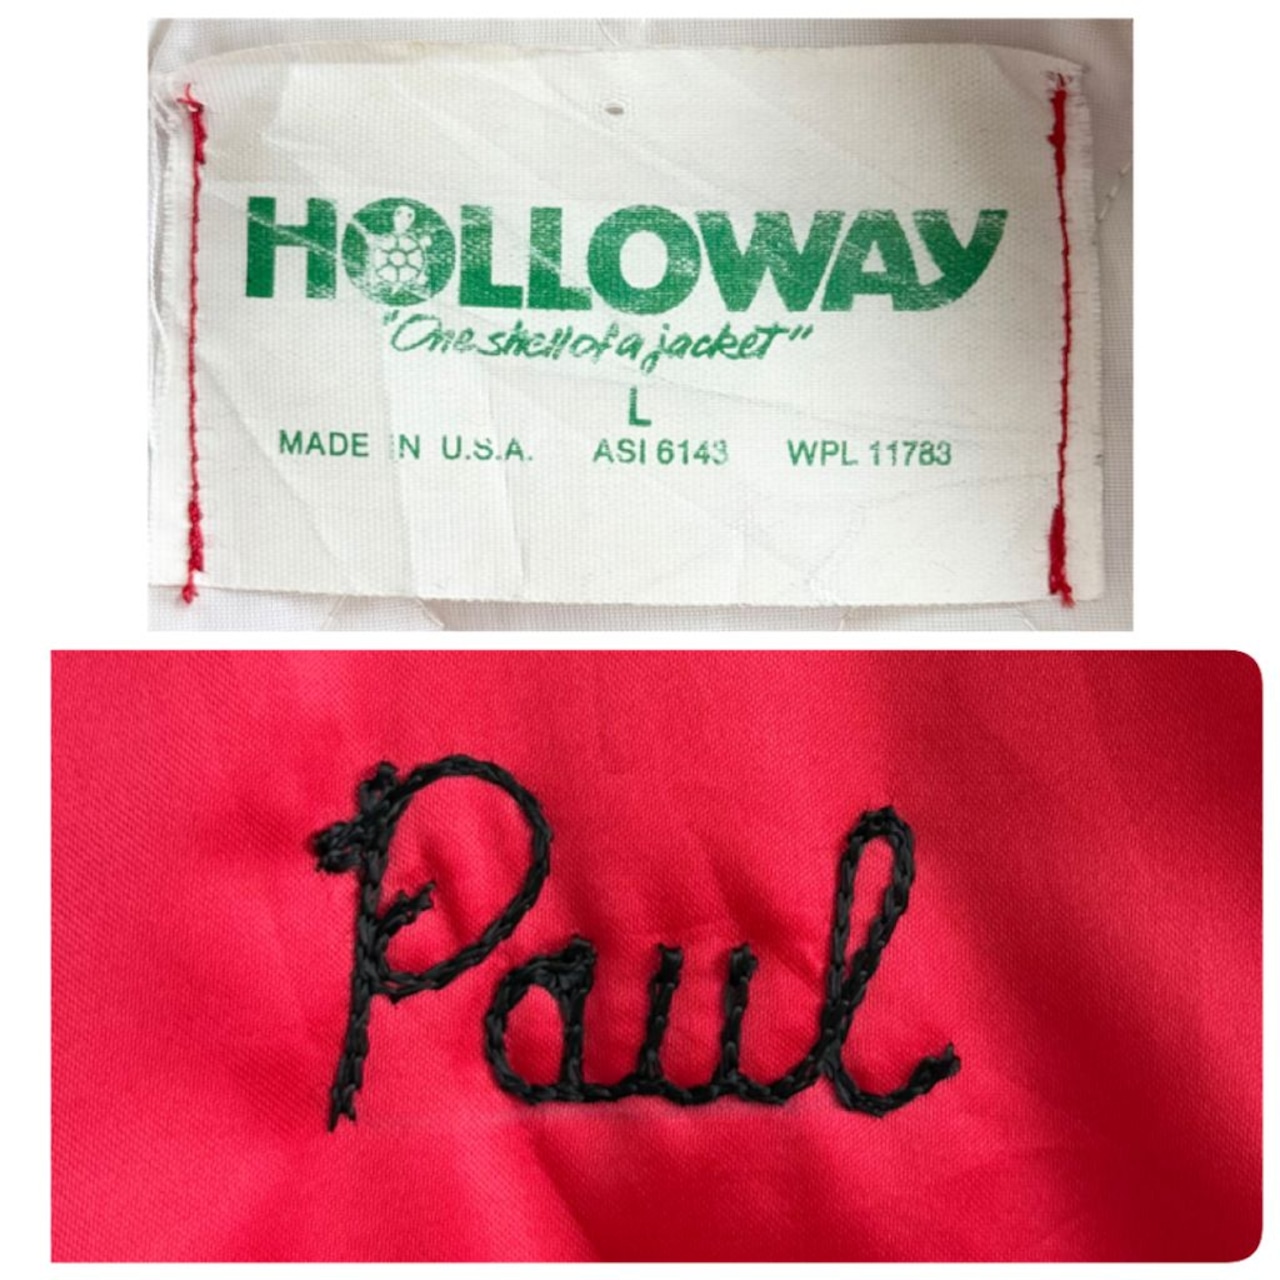 HOLLOWAY
"One shell of a jacket"
L
MADE IN U.S.A. ASI 6143 WPL 11783
Paul